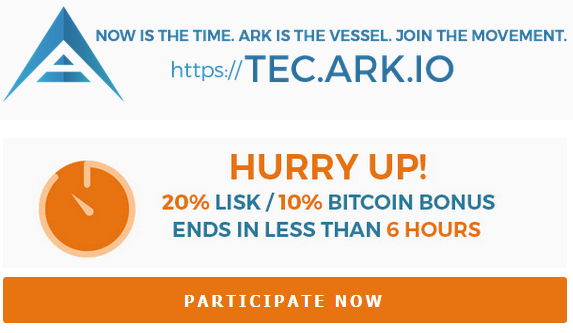 NOW IS THE TIME. ARK IS THE VESSEL. JOIN THE MOVEMENT.
https://TEC.ARK.IO
HURRY UP!
20% LISK / 10% BITCOIN BONUS
ENDS IN LESS THAN 6 HOURS
PARTICIPATE NOW